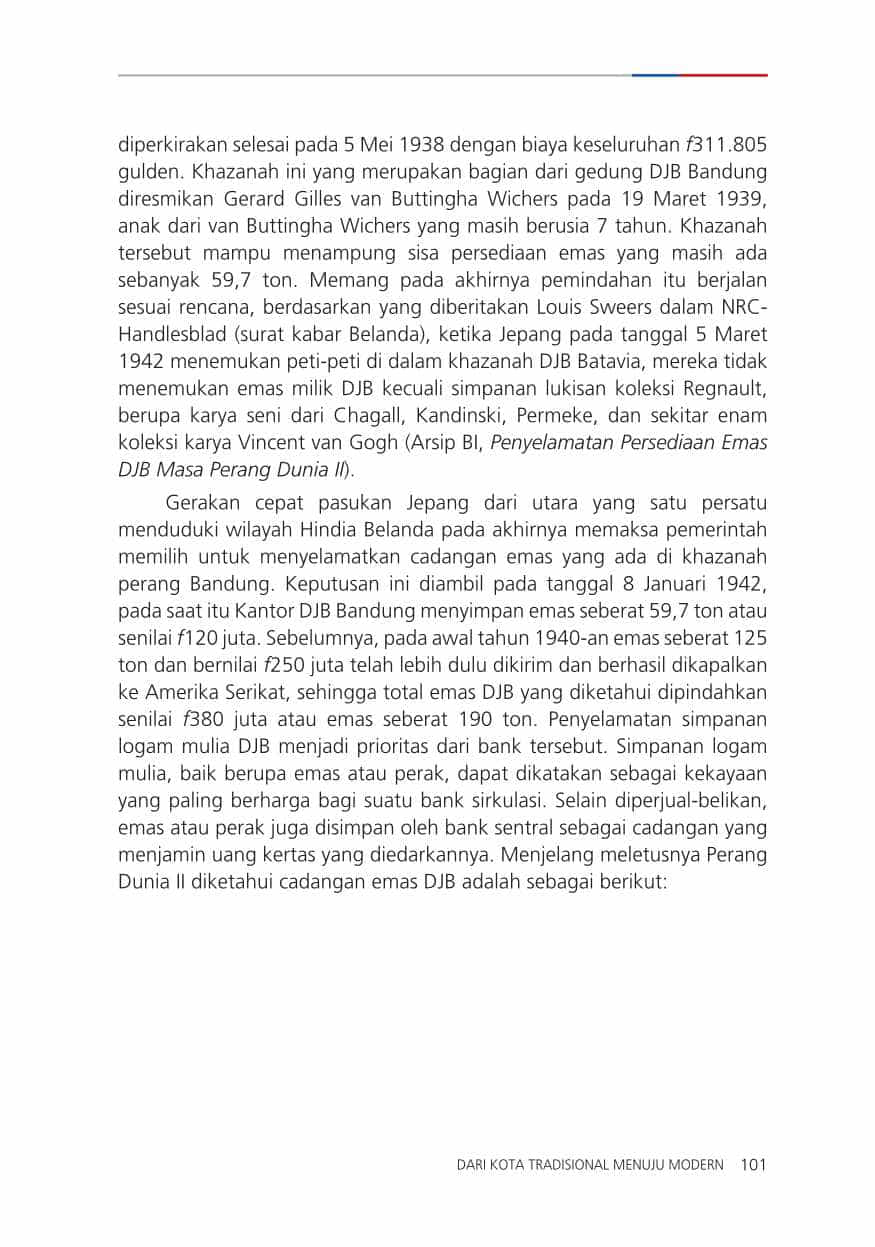 diperkirakan selesai pada 5 Mei 1938 dengan biaya keseluruhan f311.805
gulden. Khazanah ini yang merupakan bagian dari gedung DJB Bandung
diresmikan Gerard Gilles van Buttingha Wichers pada 19 Maret 1939,
anak dari van Buttingha Wichers yang masih berusia 7 tahun. Khazanah
tersebut mampu menampung sisa persediaan emas yang masih ada
sebanyak 59,7 ton. Memang pada akhirnya pemindahan itu berjalan
sesuai rencana, berdasarkan yang diberitakan Louis Sweers dalam NRC-
Handlesblad (surat kabar Belanda), ketika Jepang pada tanggal 5 Maret
1942 menemukan peti-peti di dalam khazanah DJB Batavia, mereka tidak
menemukan emas milik DJB kecuali simpanan lukisan koleksi Regnault,
berupa karya seni dari Chagall, Kandinski, Permeke, dan sekitar enam
koleksi karya Vincent van Gogh (Arsip BI, Penyelamatan Persediaan Emas
DJB Masa Perang Dunia II).
Gerakan cepat pasukan Jepang dari utara yang satu persatu
menduduki wilayah Hindia Belanda pada akhirnya memaksa pemerintah
memilih untuk menyelamatkan cadangan emas yang ada di khazanah
perang Bandung. Keputusan ini diambil pada tanggal 8 Januari 1942,
pada saat itu Kantor DJB Bandung menyimpan emas seberat 59,7 ton atau
senilai f120 juta. Sebelumnya, pada awal tahun 1940-an emas seberat 125
ton dan bernilai f250 juta telah lebih dulu dikirim dan berhasil dikapalkan
ke Amerika Serikat, sehingga total emas DJB yang diketahui dipindahkan
senilai f380 juta atau emas seberat 190 ton. Penyelamatan simpanan
logam mulia DJB menjadi prioritas dari bank tersebut. Simpanan logam
mulia, baik berupa emas atau perak, dapat dikatakan sebagai kekayaan
yang paling berharga bagi suatu bank sirkulasi. Selain diperjual-belikan,
emas atau perak juga disimpan oleh bank sentral sebagai cadangan yang
menjamin uang kertas yang diedarkannya. Menjelang meletusnya Perang
Dunia II diketahui cadangan emas DJB adalah sebagai berikut:
DARI KOTA TRADISIONAL MENUJU MODERN 101